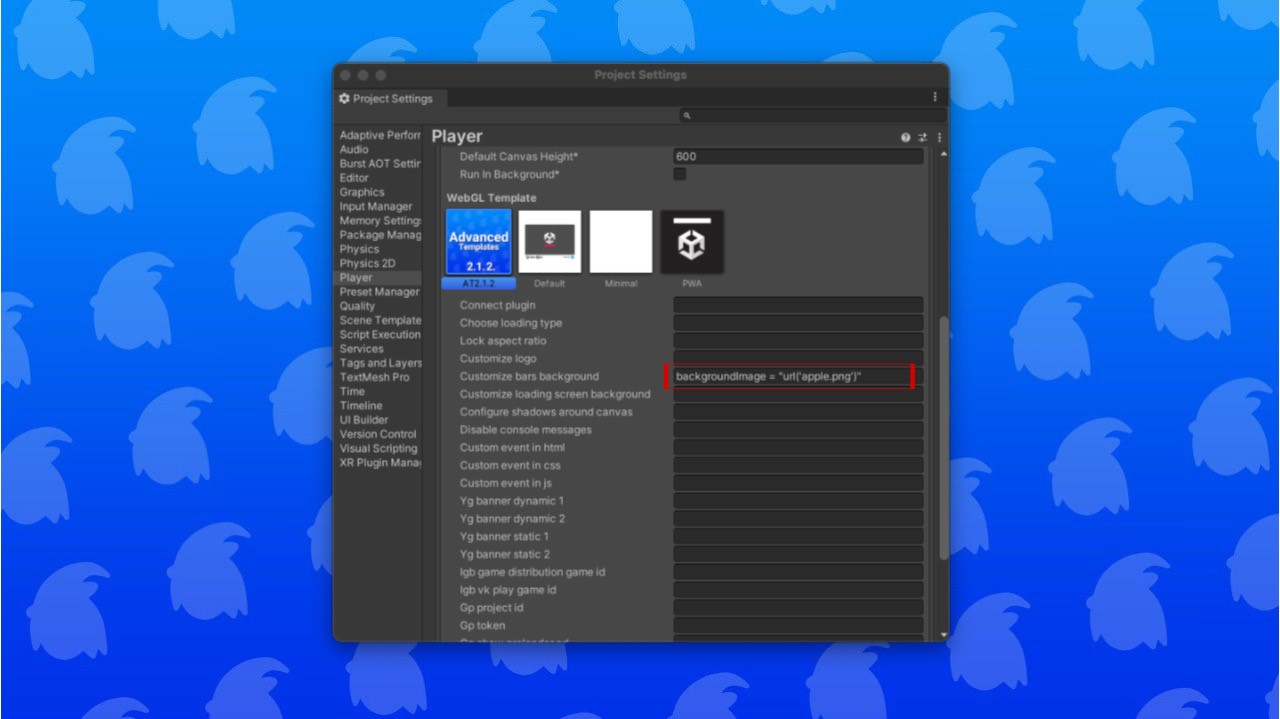 Project Settings
Project Settings
Player
Adaptive Perforr
Audio
Burst AOT Settir
Editor
Graphics
Input Manager
Memory Settings
Package Manag
Physics
Physics 2D
Player
Preset Manager
Quality
Scene Template
Script Execution
Services
Tags and Layers
TextMesh Pro
Time
Timeline
UI Builder
Version Control
Visual Scripting
XR Plugin Mana
Default Canvas Height* 600
Run In Background*
WebGL Template
Advanced
Templates
2.1.2.
AT2.1.2 Default Minimal PWA
Connect plugin
Choose loading type
Lock aspect ratio
Customize logo
Customize bars background backgroundImage = "url('apple.png')"
Customize loading screen background
Configure shadows around canvas
Disable console messages
Custom event in html
Custom event in css
Custom event in js
Yg banner dynamic 1
Yg banner dynamic 2
Yg banner static 1
Yg banner static 2
Igb game distribution game id
Igb vk play game id
Gp project id
Gp token